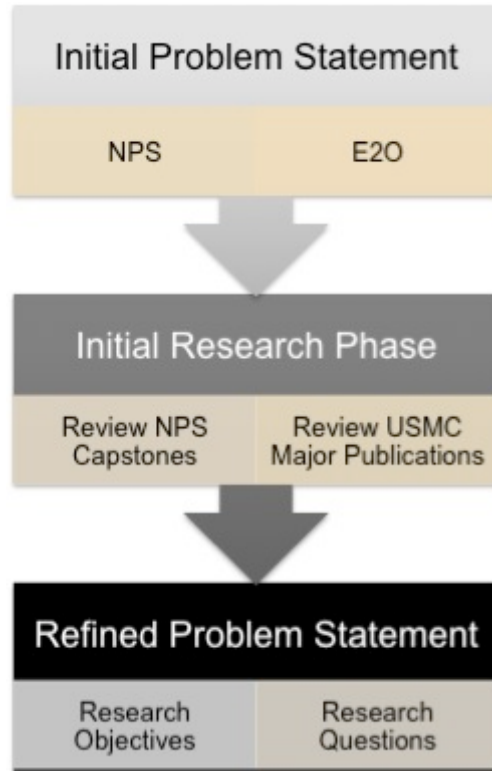 Initial Problem Statement
NPS
E2O
Initial Research Phase
Review NPS
Capstones
Review USMC
Major Publications
Refined Problem Statement
Research
Objectives
Research
Questions